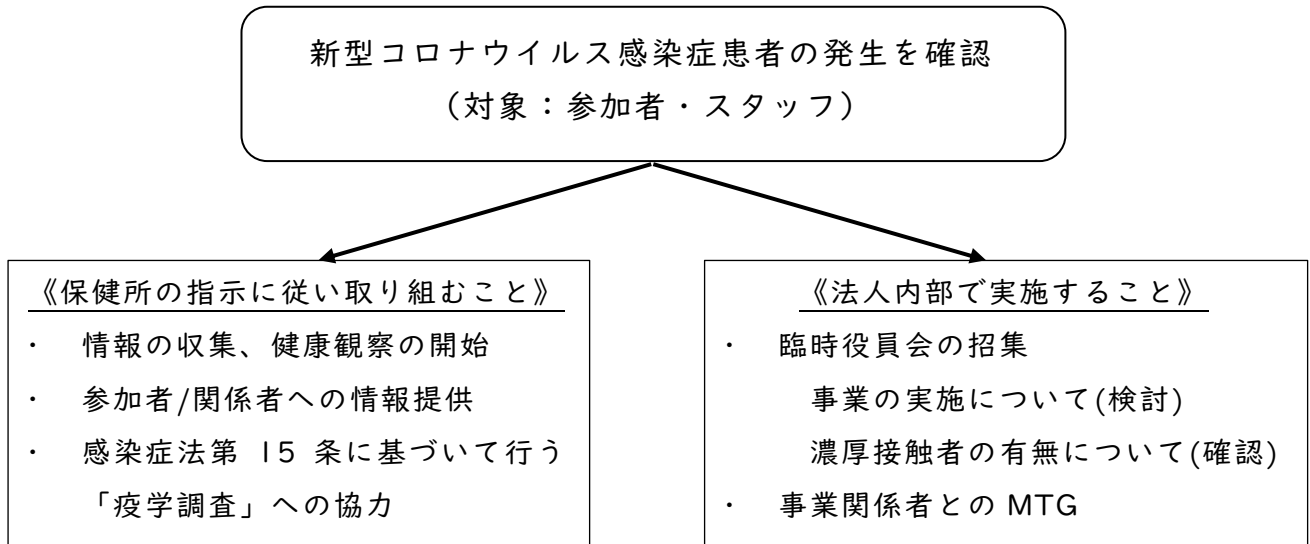 新型コロナウイルス感染症患者の発生を確認
（対象：参加者・スタッフ）
《保健所の指示に従い取り組むこと》
・ 情報の収集、健康観察の開始
・ 参加者/関係者への情報提供
・ 感染症法第 15 条に基づいて行う
「疫学調査」への協力
《法人内部で実施すること》
・ 臨時役員会の招集
事業の実施について(検討)
濃厚接触者の有無について(確認)
・ 事業関係者との MTG